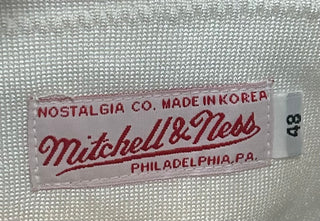 NOSTALGIA CO. MADE IN KOREA
Mitchell & Ness
PHILADELPHIA, PA.
48